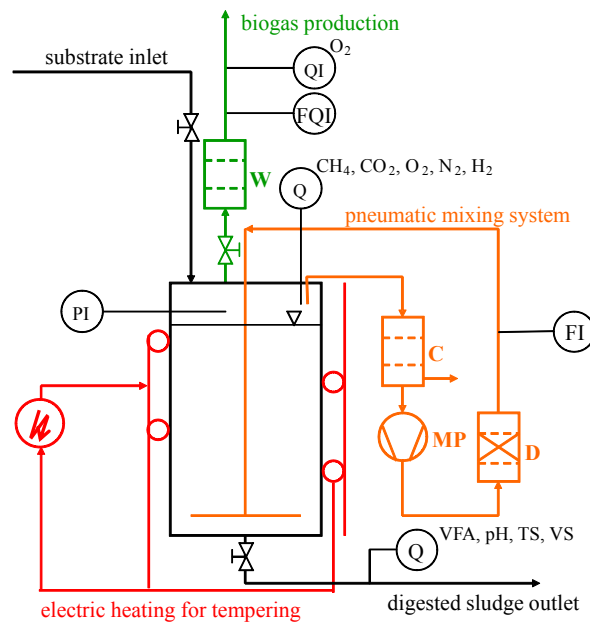 biogas production
substrate inlet
QI
O₂
FQI
W
CH₄, CO₂, O₂, N₂, H₂
Q
pneumatic mixing system
PI
C
FI
MP
D
VFA, pH, TS, VS
Q
electric heating for tempering
digested sludge outlet